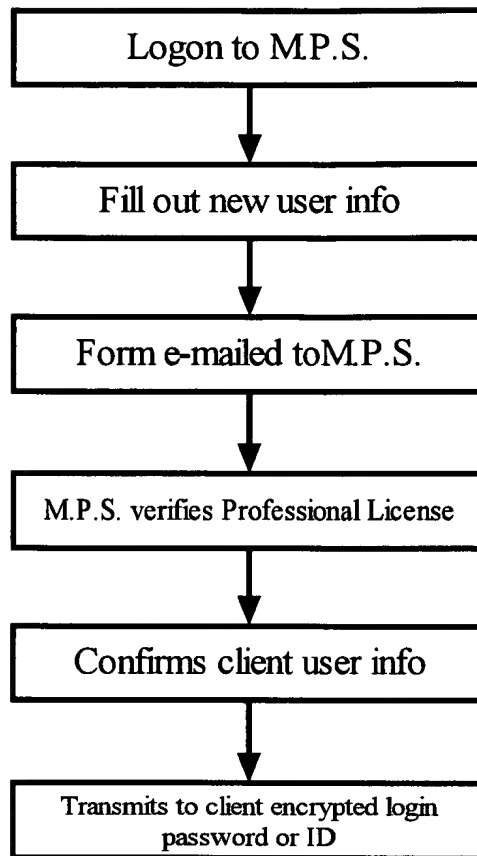 Logon to M.P.S.
Fill out new user info
Form e-mailed toM.P.S.
M.P.S. verifies Professional License
Confirms client user info
Transmits to client encrypted login
password or ID